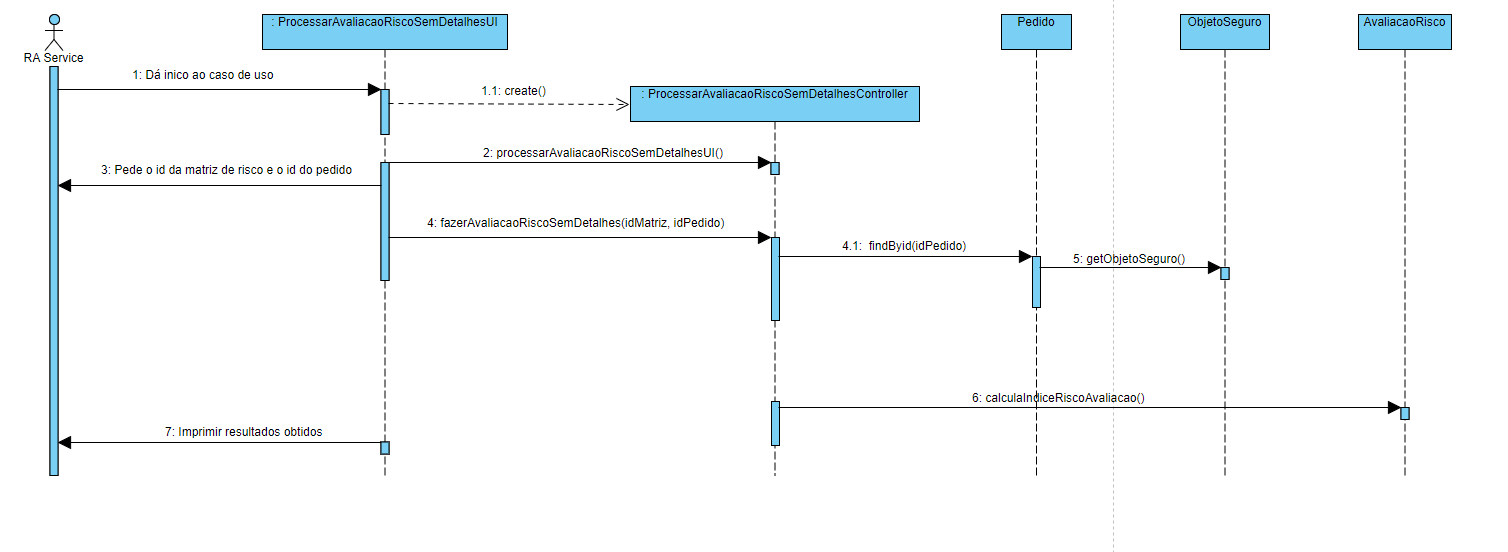 : ProcessarAvaliacaoRiscoSemDetalhesUI
Pedido
ObjetoSeguro
AvaliacaoRisco
RA Service
1: Dá inico ao caso de uso
1.1: create()
: ProcessarAvaliacaoRiscoSemDetalhesController
2: processarAvaliacaoRiscoSemDetalhesUI()
3: Pede o id da matriz de risco e o id do pedido
4: fazerAvaliacaoRiscoSemDetalhes(idMatriz, idPedido)
4.1: findByid(idPedido)
5: getObjetoSeguro()
6: calculaIndiceRiscoAvaliacao()
7: Imprimir resultados obtidos